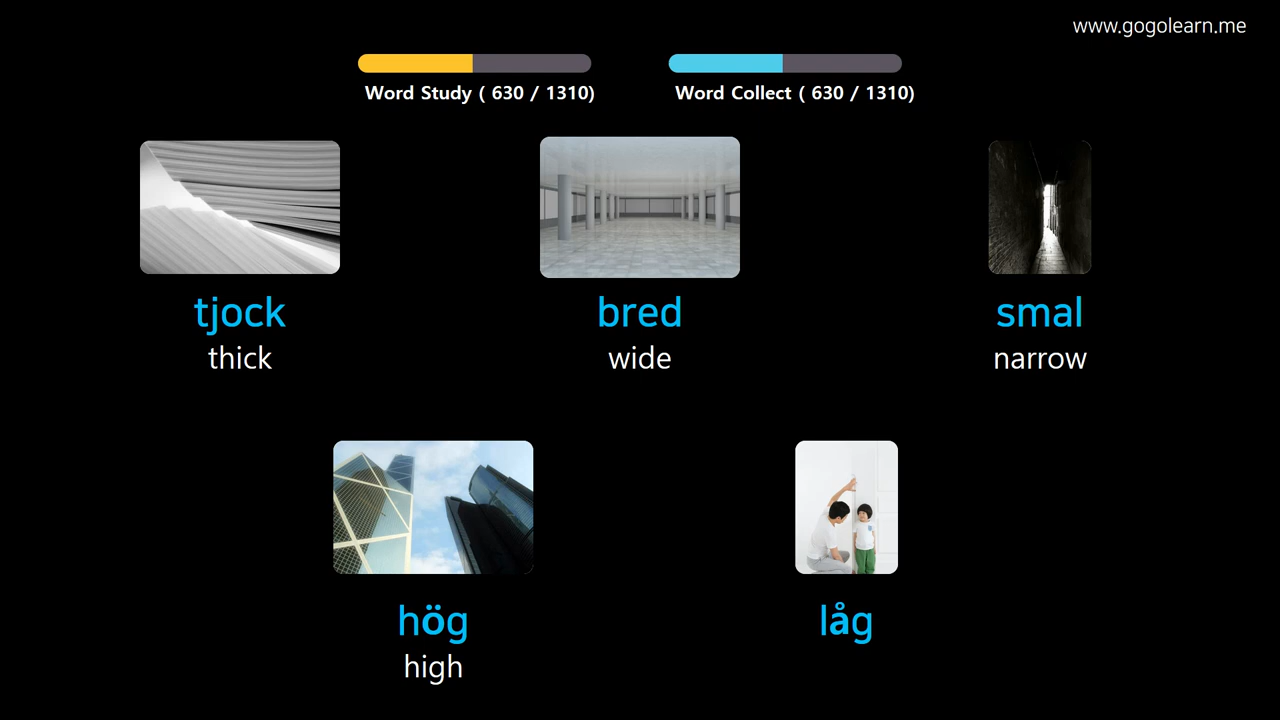 www.gogolearn.me
Word Study ( 630 / 1310)
Word Collect ( 630 / 1310)
tjock
thick
bred
wide
smal
narrow
hög
high
låg